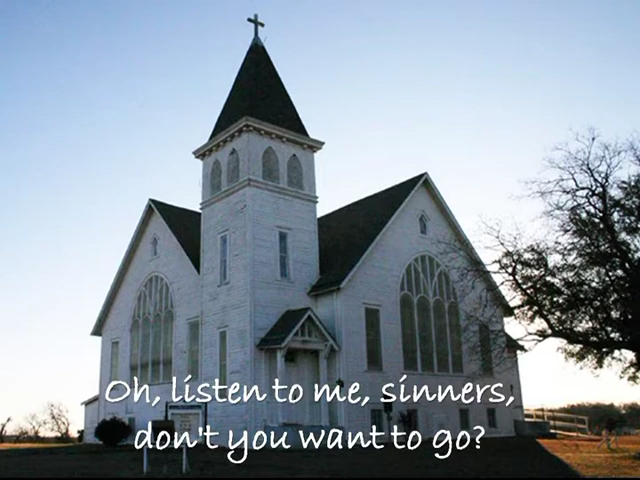 Oh, listen to me, sinners,
don't you want to go?